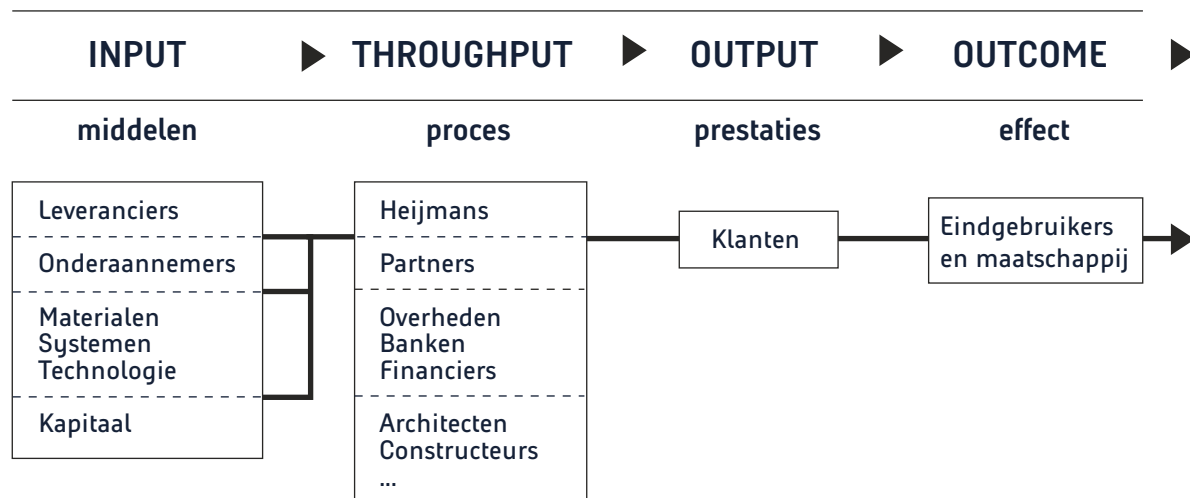 INPUT
THROUGHPUT
OUTPUT
OUTCOME
middelen
proces
prestaties
effect
Leveranciers
Onderaannemers
Materialen
Systemen
Technologie
Kapitaal
Heijmans
Partners
Overheden
Banken
Financiers
Architecten
Constructeurs
...
Klanten
Eindgebruikers
en maatschappij